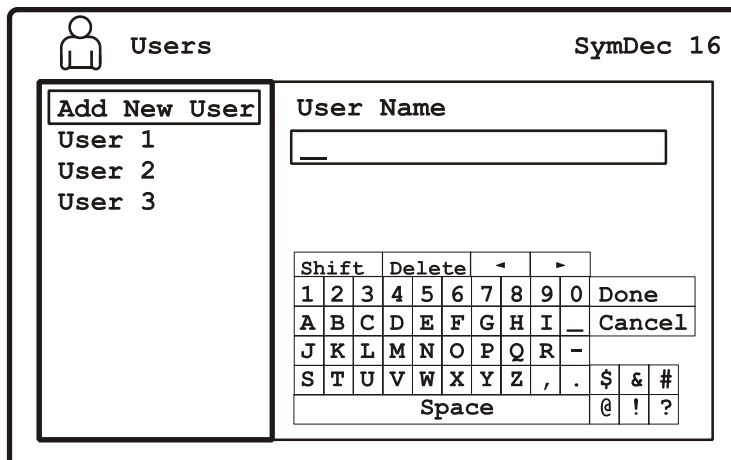 Users SymDec 16
Add New User
User 1
User 2
User 3
User Name
_
Shift Delete ◄ ►
1 2 3 4 5 6 7 8 9 0 Done
A B C D E F G H I _ Cancel
J K L M N O P Q R -
S T U V W X Y Z , . $ & #
Space @ ! ?